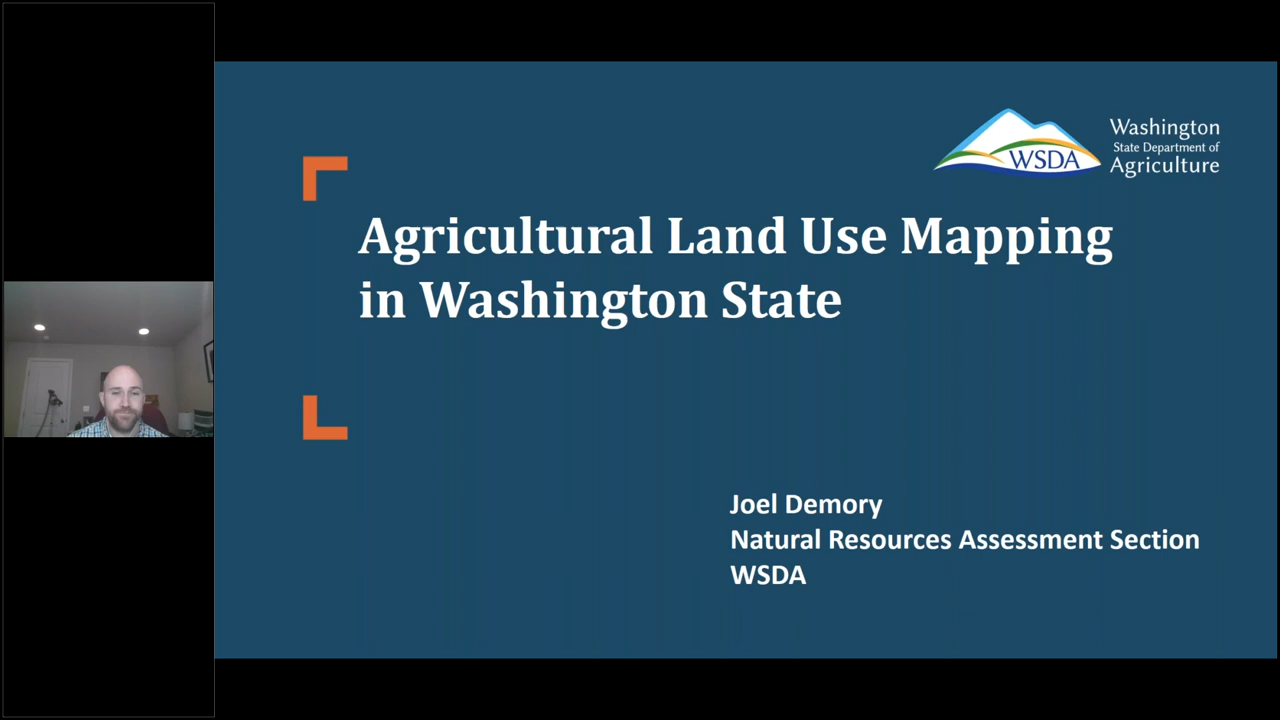 WSDA
Washington
State Department of
Agriculture
Agricultural Land Use Mapping
in Washington State
Joel Demory
Natural Resources Assessment Section
WSDA